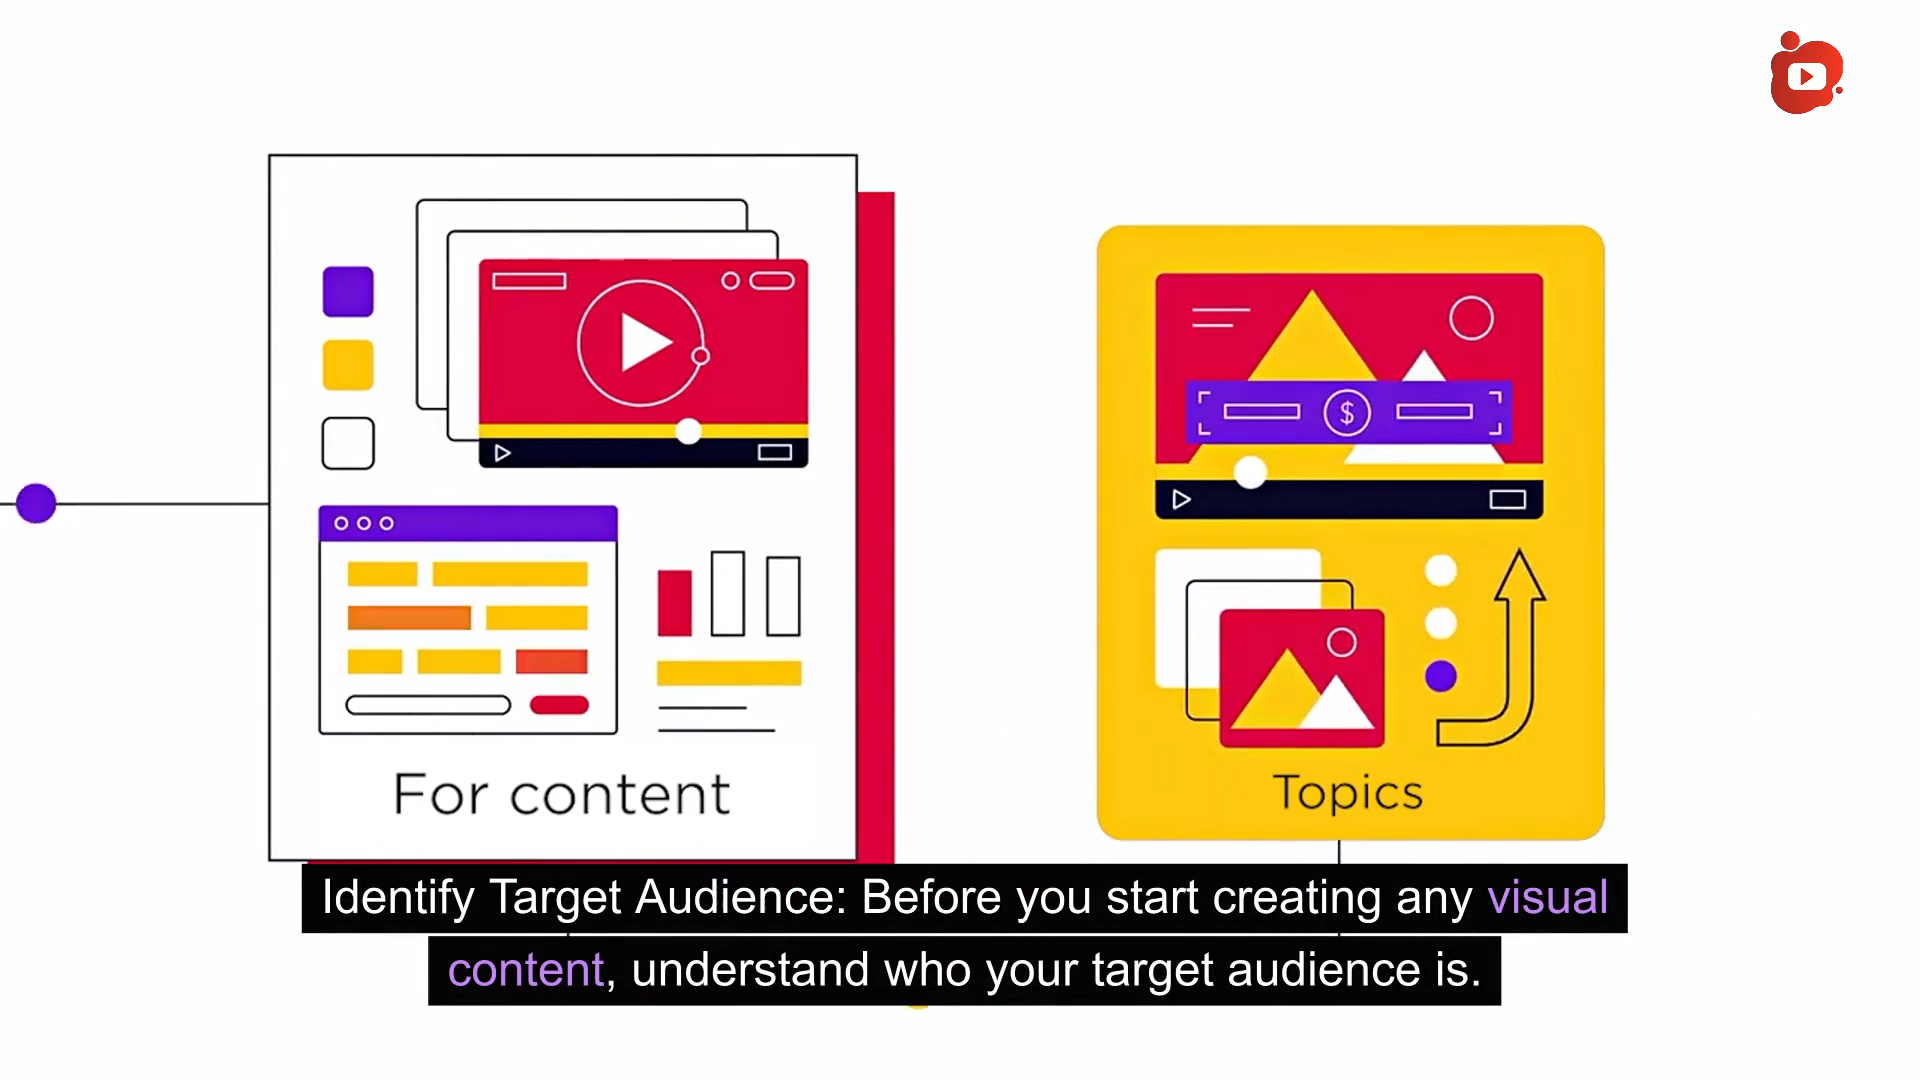 For content
Topics
$
Identify Target Audience: Before you start creating any visual
content, understand who your target audience is.